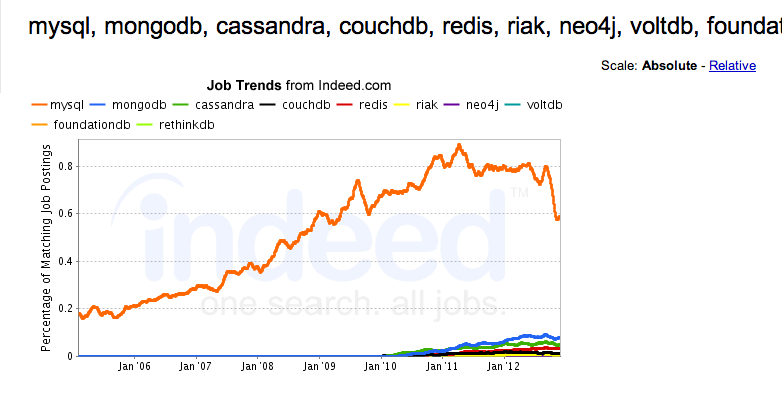 mysql, mongodb, cassandra, couchdb, redis, riak, neo4j, voltdb, foundat
Scale: Absolute - Relative
Job Trends from Indeed.com
mysql mongodb cassandra couchdb redis riak neo4j voltdb
foundationdb rethinkdb
Percentage of Matching Job Postings
0.8
0.6
0.4
0.2
0
indeed™
one search. all jobs.
Jan'06 Jan'07 Jan'08 Jan'09 Jan'10 Jan'11 Jan'12